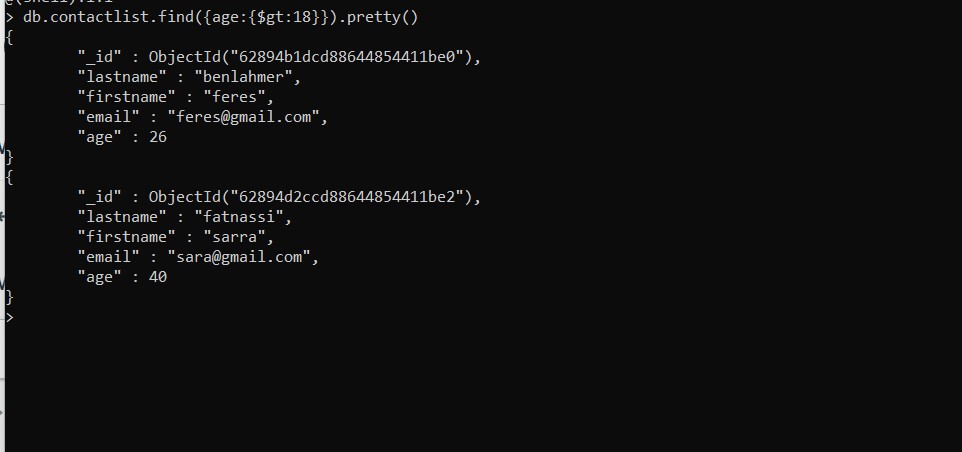 > db.contactlist.find({age:{$gt:18}}).pretty()
{
"_id" : ObjectId("62894b1dcd88644854411be0"),
"lastname" : "benlahmer",
"firstname" : "feres",
"email" : "feres@gmail.com",
"age" : 26
}
{
"_id" : ObjectId("62894d2ccd88644854411be2"),
"lastname" : "fatnassi",
"firstname" : "sarra",
"email" : "sara@gmail.com",
"age" : 40
}
>